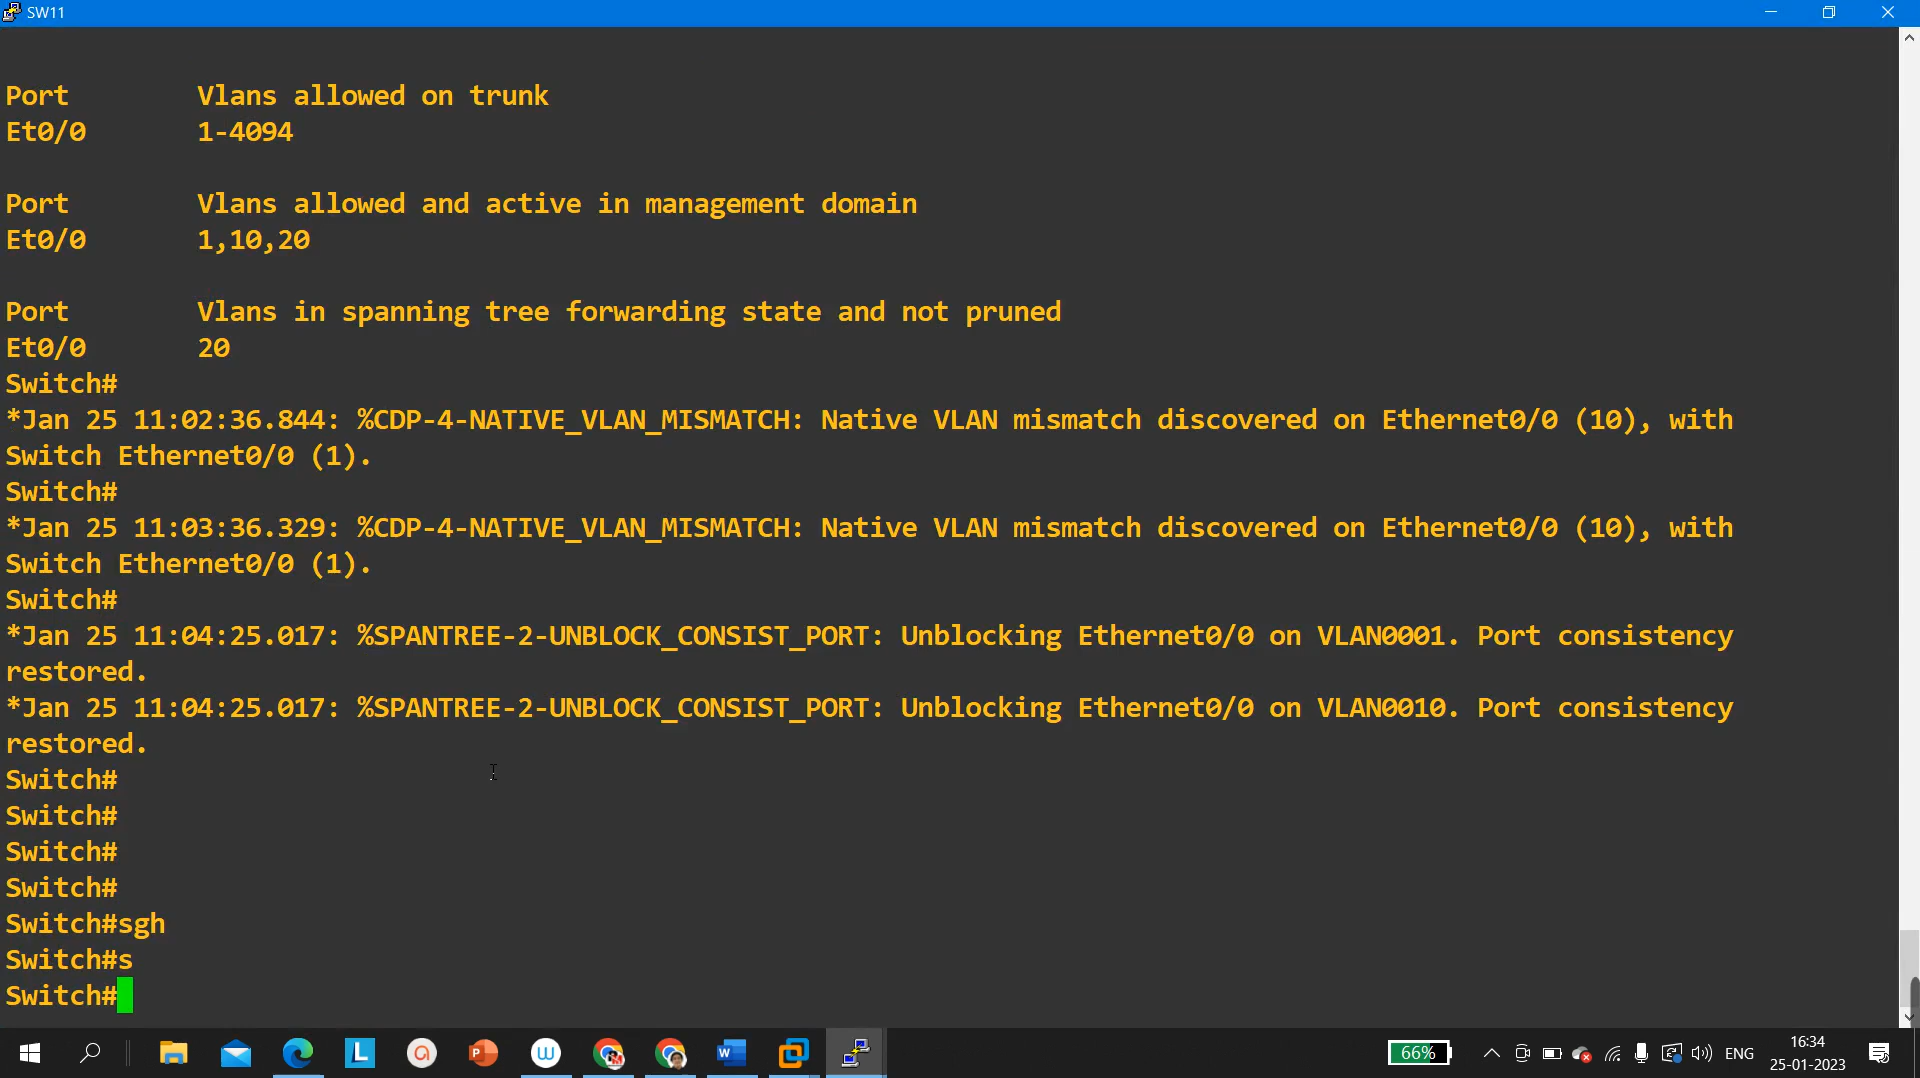 SW11
Port        Vlans allowed on trunk
Et0/0       1-4094
Port        Vlans allowed and active in management domain
Et0/0       1,10,20
Port        Vlans in spanning tree forwarding state and not pruned
Et0/0       20
Switch#
*Jan 25 11:02:36.844: %CDP-4-NATIVE_VLAN_MISMATCH: Native VLAN mismatch discovered on Ethernet0/0 (10), with
Switch Ethernet0/0 (1).
Switch#
*Jan 25 11:03:36.329: %CDP-4-NATIVE_VLAN_MISMATCH: Native VLAN mismatch discovered on Ethernet0/0 (10), with
Switch Ethernet0/0 (1).
Switch#
*Jan 25 11:04:25.017: %SPANTREE-2-UNBLOCK_CONSIST_PORT: Unblocking Ethernet0/0 on VLAN0001. Port consistency
restored.
*Jan 25 11:04:25.017: %SPANTREE-2-UNBLOCK_CONSIST_PORT: Unblocking Ethernet0/0 on VLAN0010. Port consistency
restored.
Switch#
Switch#
Switch#
Switch#
Switch#sgh
Switch#s
Switch#
L a P W W 66% ENG 16:34
25-01-2023